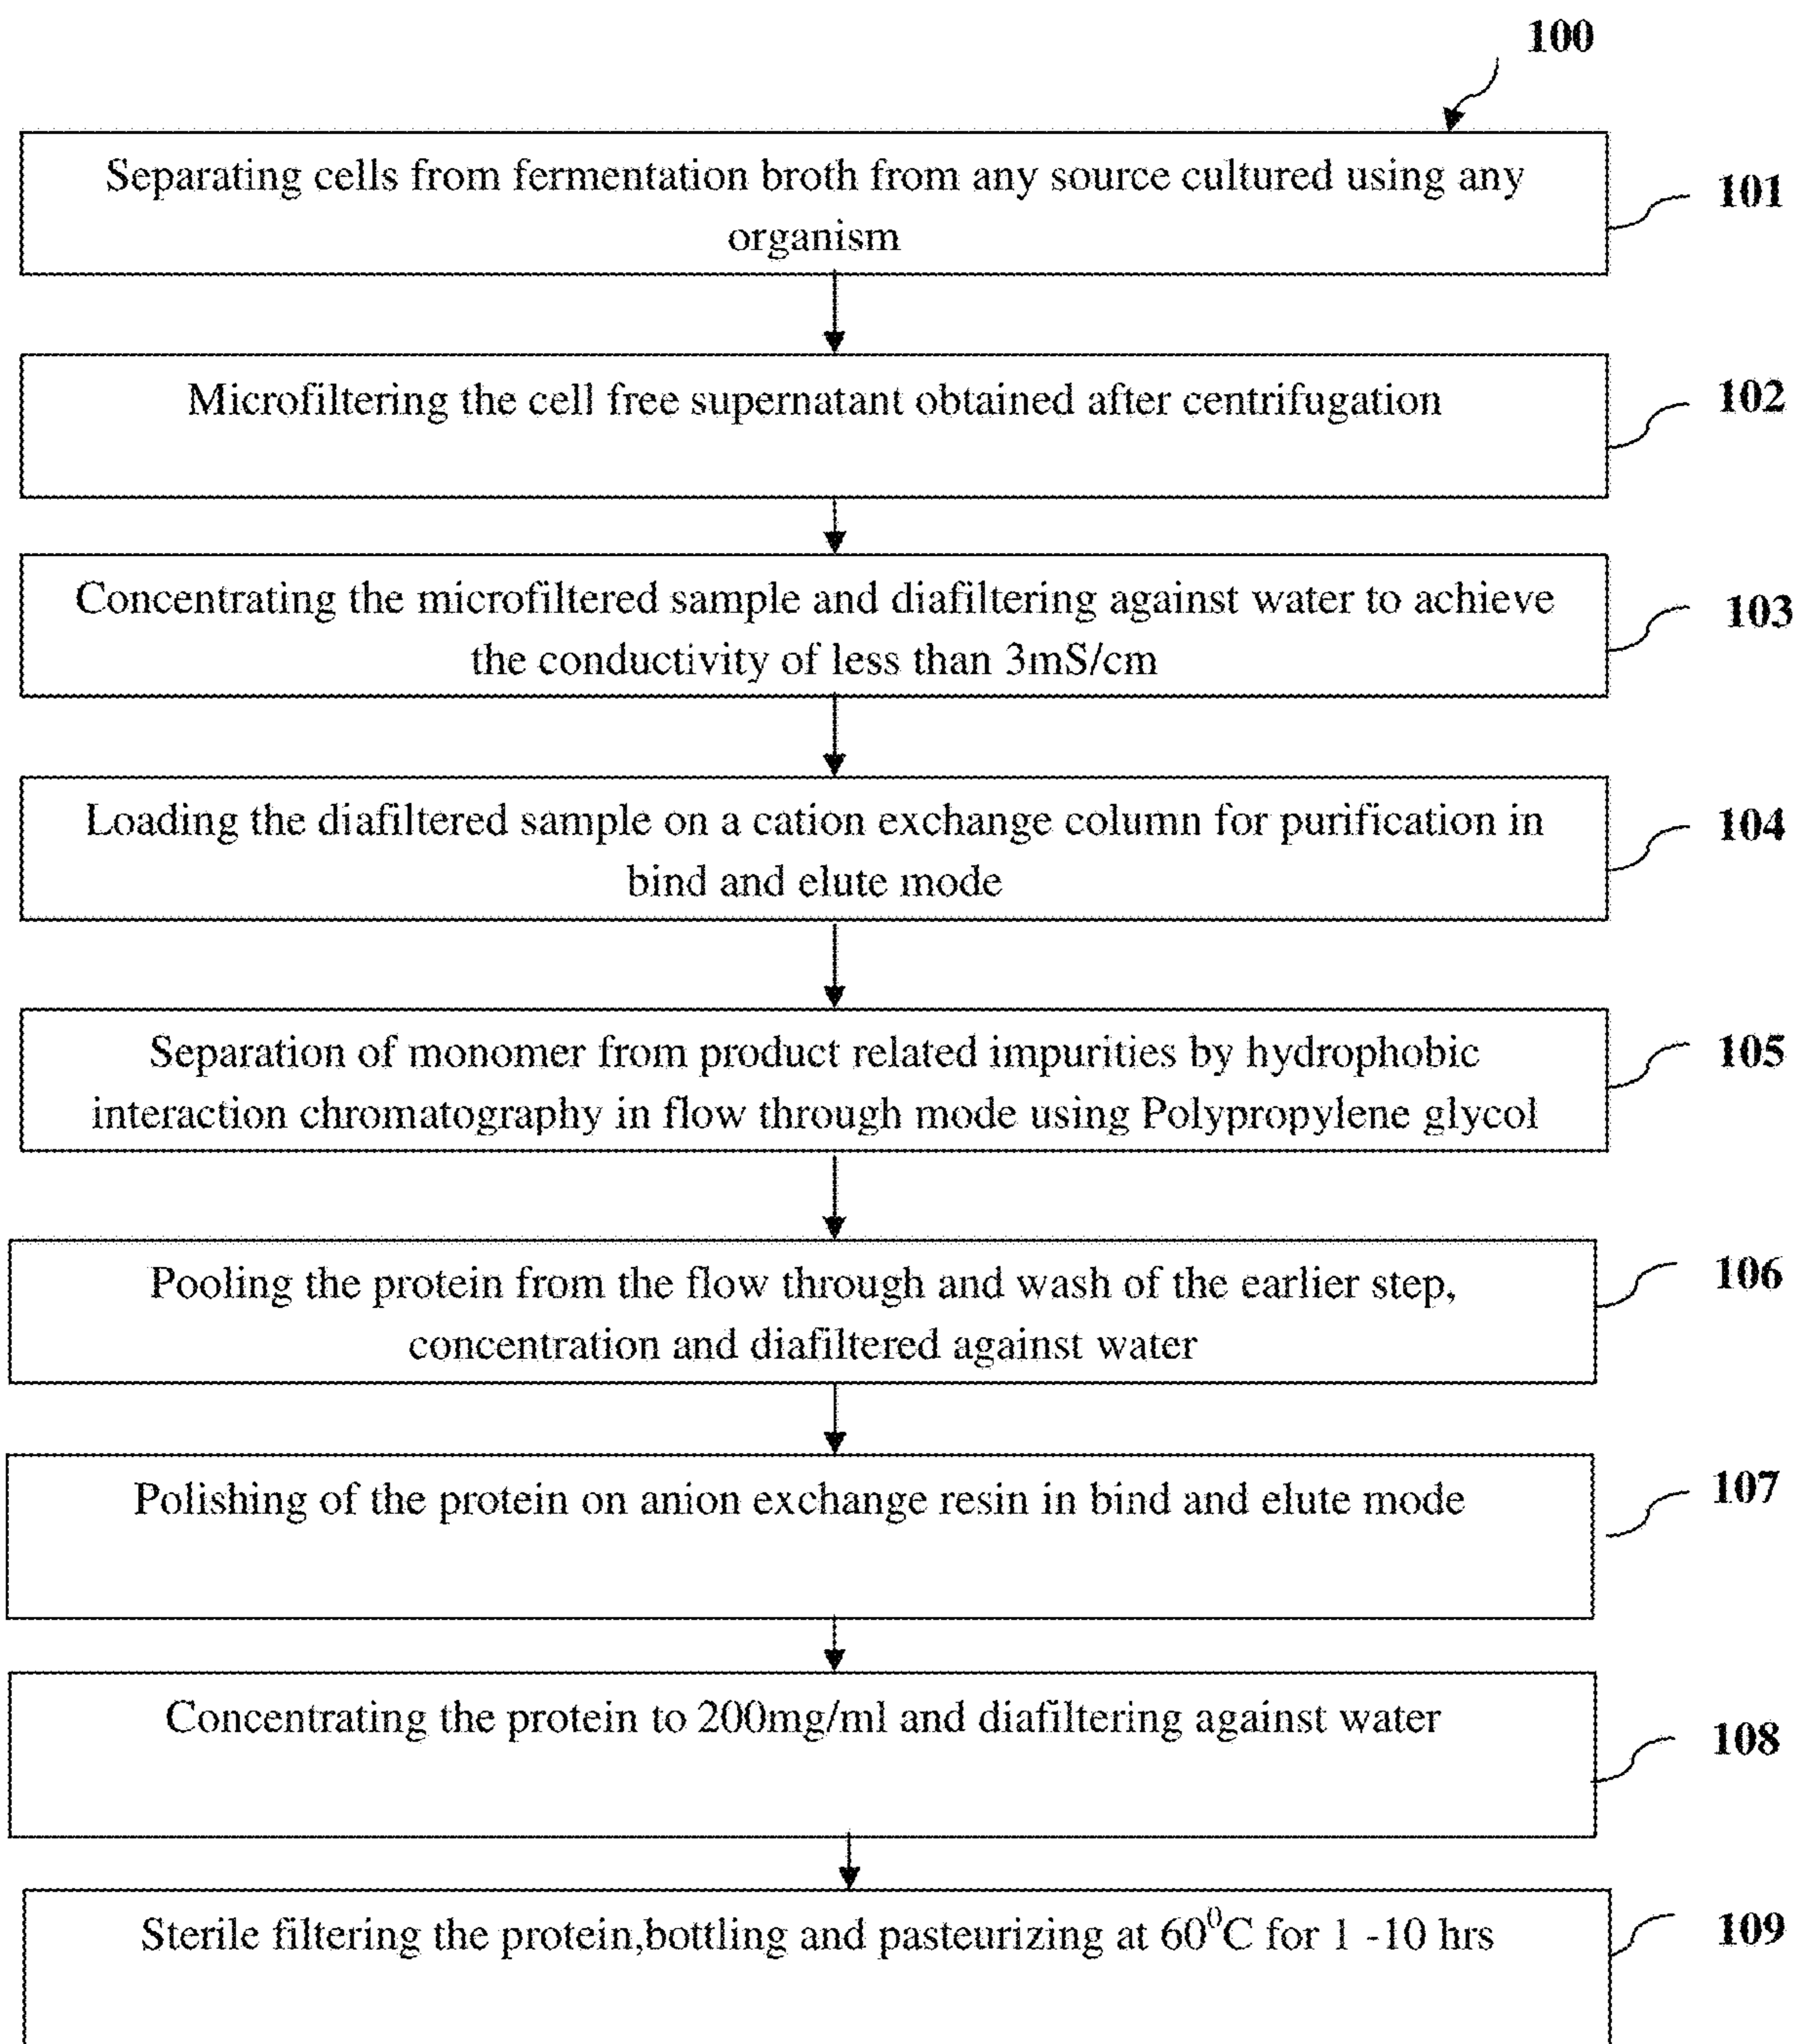 100
Separating cells from fermentation broth from any source cultured using any
organism
101
Microfiltering the cell free supernatant obtained after centrifugation
102
Concentrating the microfiltered sample and diafiltering against water to achieve
the conductivity of less than 3mS/cm
103
Loading the diafiltered sample on a cation exchange column for purification in
bind and elute mode
104
Separation of monomer from product related impurities by hydrophobic
interaction chromatography in flow through mode using Polypropylene glycol
105
Pooling the protein from the flow through and wash of the earlier step,
concentration and diafiltered against water
106
Polishing of the protein on anion exchange resin in bind and elute mode
107
Concentrating the protein to 200mg/ml and diafiltering against water
108
Sterile filtering the protein,bottling and pasteurizing at 60⁰C for 1 -10 hrs
109